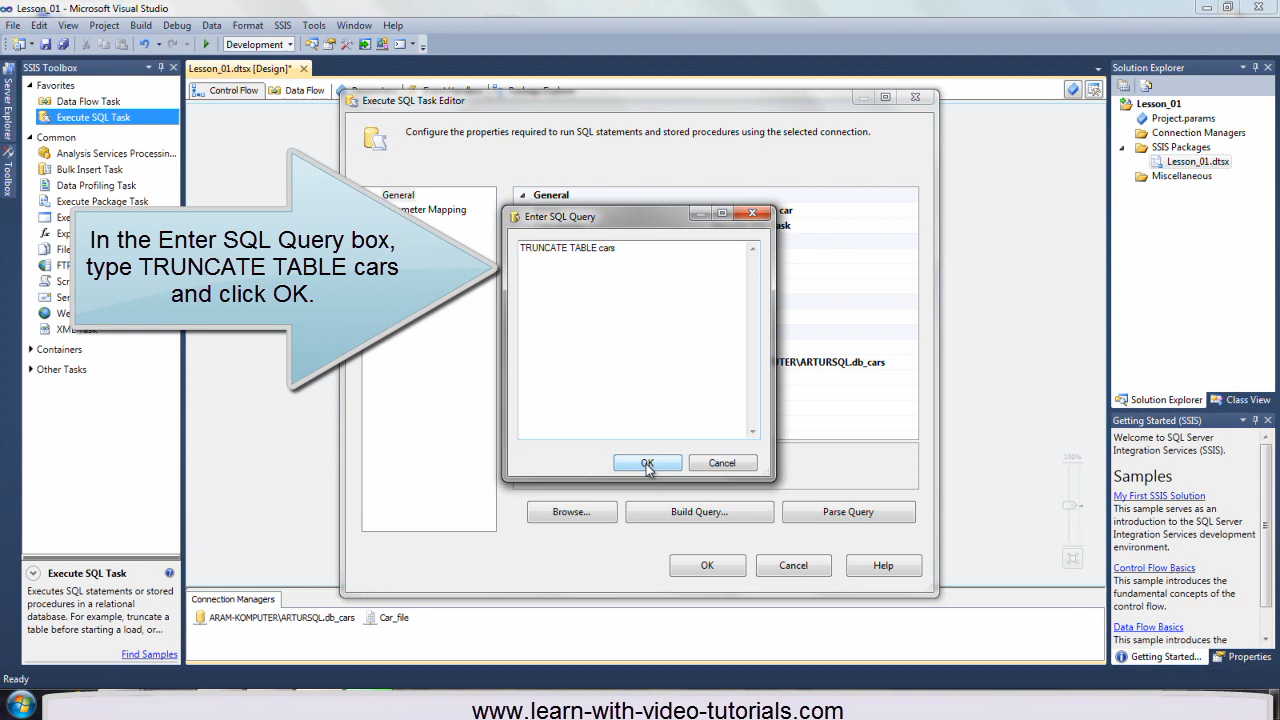 Lesson_01 - Microsoft Visual Studio
File Edit View Project Build Debug Data Format SSIS Tools Window Help
Development
SSIS Toolbox
Favorites
Data Flow Task
Execute SQL Task
Common
Analysis Services Processin...
Bulk Insert Task
Data Profiling Task
Execute Package Task
Containers
Other Tasks
Server Explorer
Toolbox
Lesson_01.dtsx [Design]*
Control Flow
Data Flow
Execute SQL Task Editor
Configure the properties required to run SQL statements and stored procedures using the selected connection.
General
General
car
Enter SQL Query
TRUNCATE TABLE cars
OK
Cancel
In the Enter SQL Query box,
type TRUNCATE TABLE cars
and click OK.
TER\ARTURSQL.db_cars
Browse...
Build Query...
Parse Query
OK
Cancel
Help
100%
Execute SQL Task
Executes SQL statements or stored
procedures in a relational
database. For example, truncate a
table before starting a load, or...
Find Samples
Connection Managers
ARAM-KOMPUTER\ARTURSQL.db_cars
Car_file
Solution Explorer
Lesson_01
Project.params
Connection Managers
SSIS Packages
Lesson_01.dtsx
Miscellaneous
Solution Explorer
Class View
Getting Started (SSIS)
Welcome to SQL Server
Integration Services (SSIS).
Samples
My First SSIS Solution
This sample serves as an
introduction to the SQL Server
Integration Services development
environment.
Control Flow Basics
This sample introduces the
fundamental concepts of the
control flow.
Data Flow Basics
This sample introduces the
Getting Started...
Properties
Ready
www.learn-with-video-tutorials.com